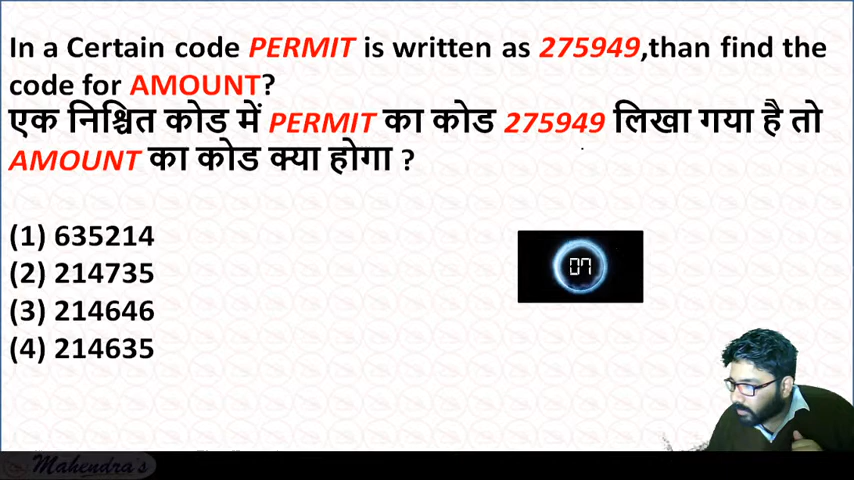 In a Certain code PERMIT is written as 275949,than find the
code for AMOUNT?
एक निश्चित कोड में PERMIT का कोड 275949 लिखा गया है तो
AMOUNT का कोड क्या होगा ?
(1) 635214
(2) 214735
(3) 214646
(4) 214635
07
Mahendra's